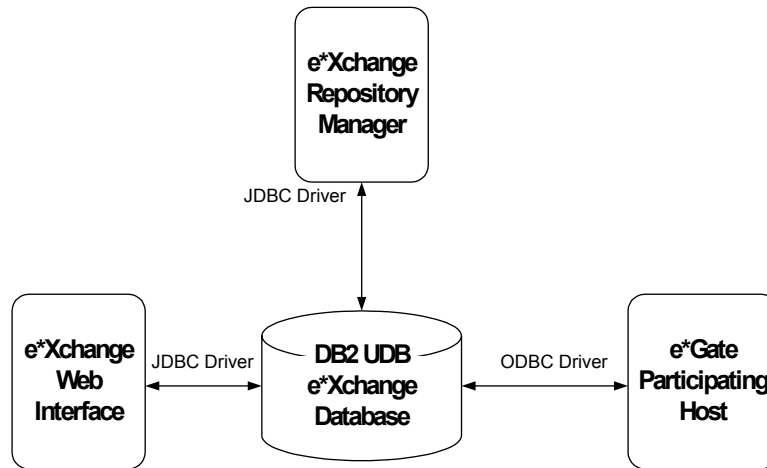 e*Xchange
Repository
Manager
JDBC Driver
e*Xchange
Web
Interface
JDBC Driver
DB2 UDB
e*Xchange
Database
ODBC Driver
e*Gate
Participating
Host